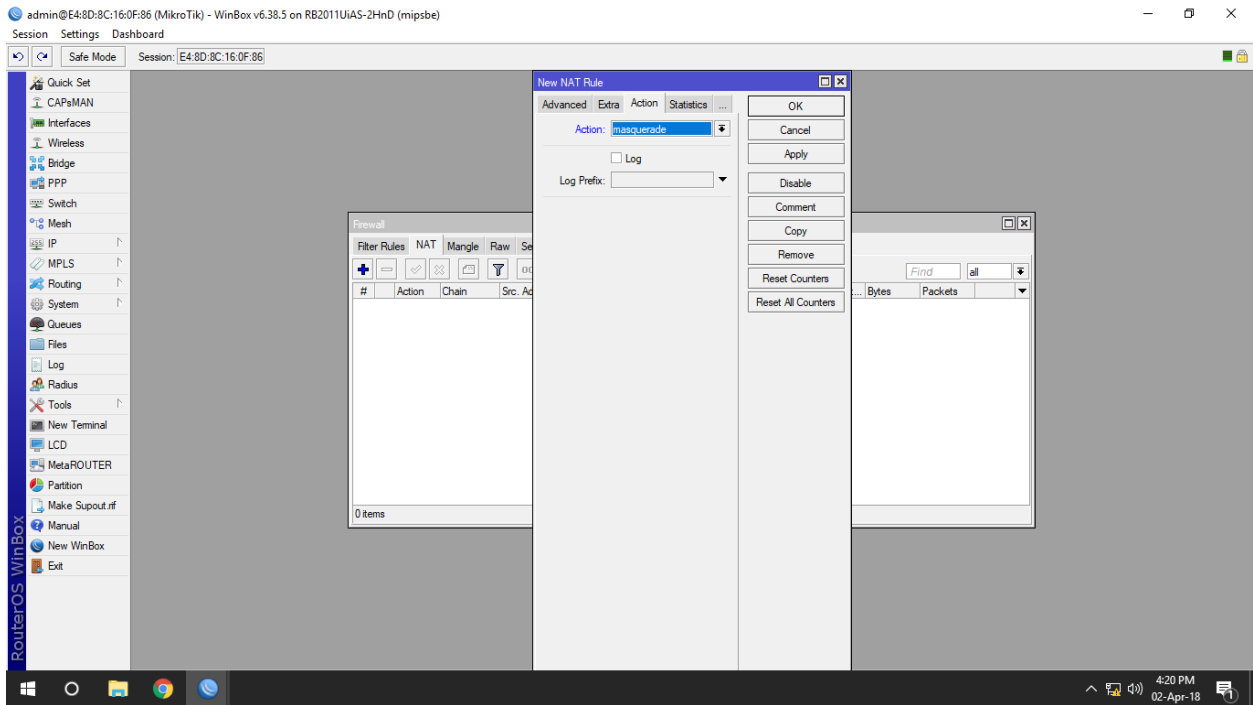 admin@E4:8D:8C:16:0F:86 (MikroTik) - WinBox v6.38.5 on RB2011UiAS-2HnD (mipsbe)
Session Settings Dashboard
Safe Mode Session: E4:8D:8C:16:0F:86
Quick Set
CAPsMAN
Interfaces
Wireless
Bridge
PPP
Switch
Mesh
IP
MPLS
Routing
System
Queues
Files
Log
Radius
Tools
New Terminal
LCD
MetaROUTER
Partition
Make Supout.rif
Manual
New WinBox
Exit
RouterOS WinBox
Firewall
Filter Rules NAT Mangle Raw Se
Find all
# Action Chain Src. Ad
... Bytes Packets
0 items
New NAT Rule
Advanced Extra Action Statistics ...
Action: masquerade
Log
Log Prefix:
OK
Cancel
Apply
Disable
Comment
Copy
Remove
Reset Counters
Reset All Counters
4:20 PM
02-Apr-18
1